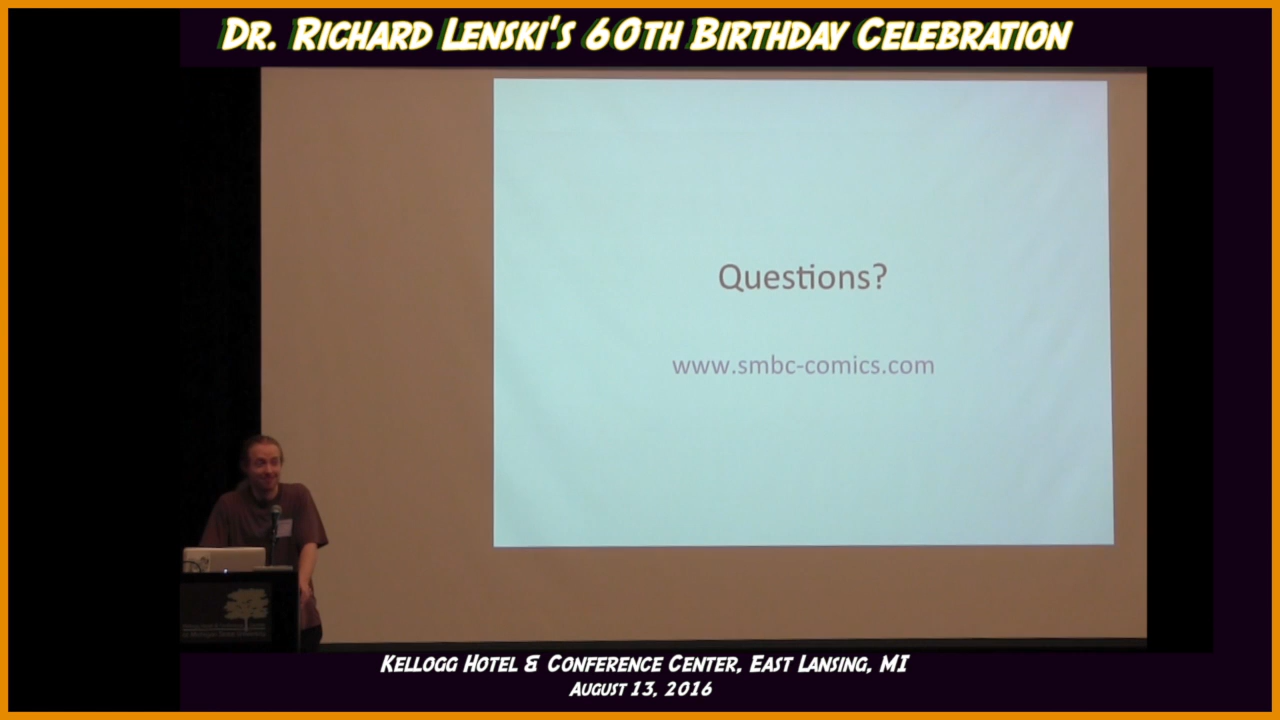 Dr. Richard Lenski's 60th Birthday Celebration
Questions?
www.smbc-comics.com
Kellogg Hotel & Conference Center, East Lansing, MI
August 13, 2016